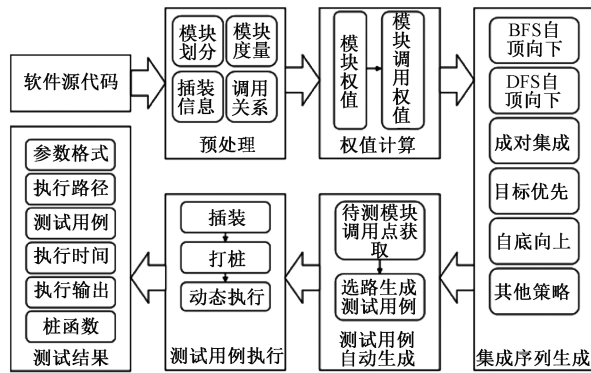 软件源代码
模块
划分
模块
度量
插装
信息
调用
关系
预处理
模块权值
模块调用权值
权值计算
BFS自
顶向下
DFS自
顶向下
成对集成
目标优先
自底向上
其他策略
集成序列生成
待测模块
调用点获
取
选路生成
测试用例
测试用例
自动生成
插装
打桩
动态执行
测试用例执行
参数格式
执行路径
测试用例
执行时间
执行输出
桩函数
测试结果